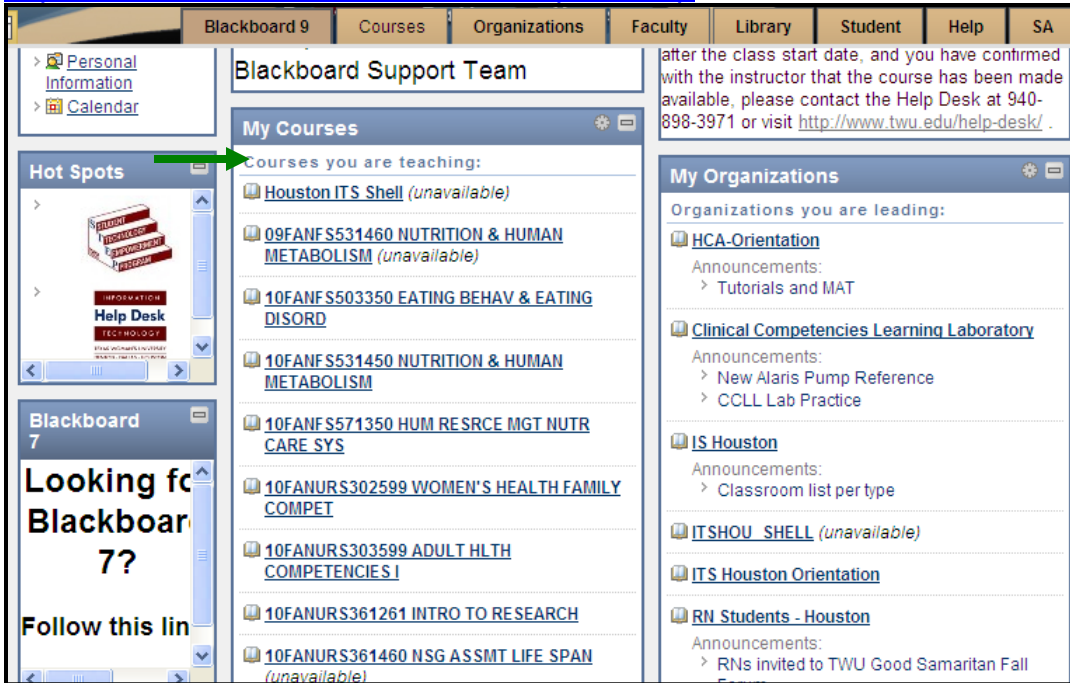 Blackboard 9 Courses Organizations Faculty Library Student Help SA
Personal
Information
Calendar
Hot Spots
STUDENT
TECHNOLOGY
EMPOWERMENT
PROGRAM
INFORMATION
Help Desk
TECHNOLOGY
Blackboard
7
Looking fo
Blackboar
7?
Follow this lin
Blackboard Support Team
My Courses
Courses you are teaching:
Houston ITS Shell (unavailable)
09FANFS531460 NUTRITION & HUMAN
METABOLISM (unavailable)
10FANFS503350 EATING BEHAV & EATING
DISORD
10FANFS531450 NUTRITION & HUMAN
METABOLISM
10FANFS571350 HUM RESRCE MGT NUTR
CARE SYS
10FANURS302599 WOMEN'S HEALTH FAMILY
COMPET
10FANURS303599 ADULT HLTH
COMPETENCIES I
10FANURS361261 INTRO TO RESEARCH
10FANURS361460 NSG ASSMT LIFE SPAN
(unavailable)
after the class start date, and you have confirmed
with the instructor that the course has been made
available, please contact the Help Desk at 940-
898-3971 or visit http://www.twu.edu/help-desk/ .
My Organizations
Organizations you are leading:
HCA-Orientation
Announcements:
Tutorials and MAT
Clinical Competencies Learning Laboratory
Announcements:
New Alaris Pump Reference
CCLL Lab Practice
IS Houston
Announcements:
Classroom list per type
ITSHOU_SHELL (unavailable)
ITS Houston Orientation
RN Students - Houston
Announcements:
RNs invited to TWU Good Samaritan Fall